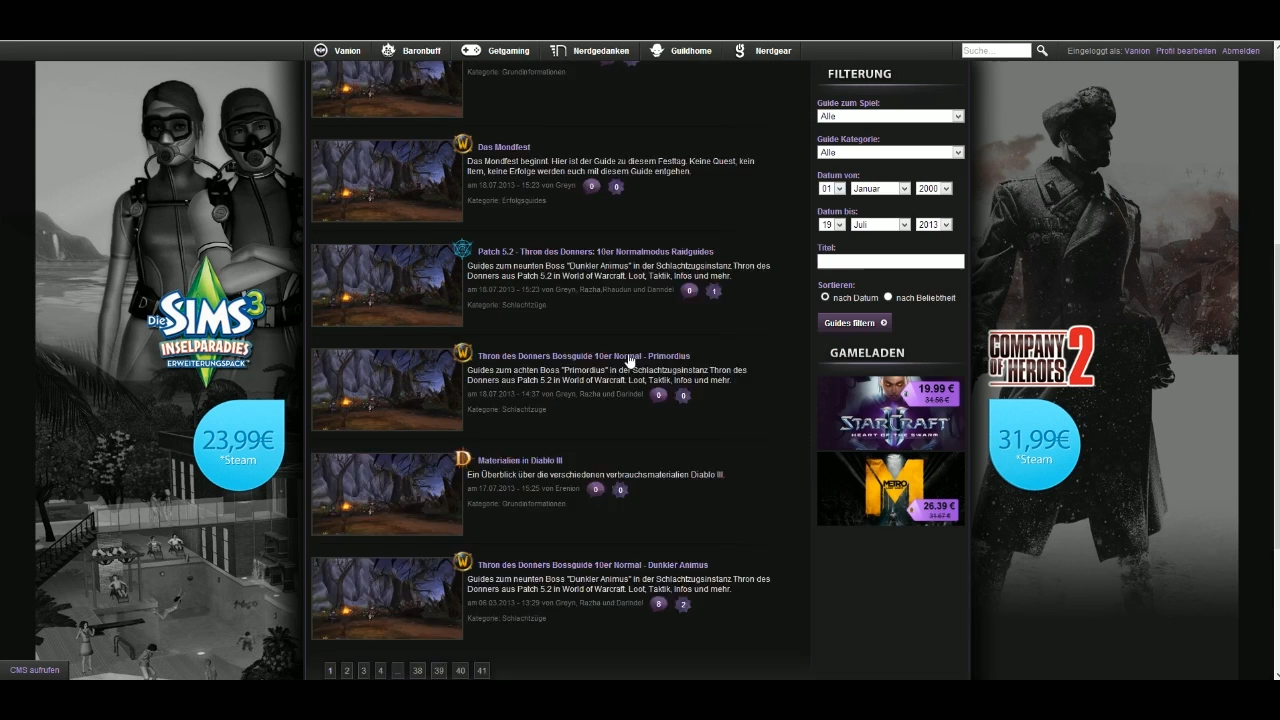 Vanion Baronbuff Getgaming Nerdgedanken Guildhome Nerdgear
Suche...
Eingeloggt als: Vanion Profil bearbeiten Abmelden
Kategorie: Grundinformationen
W
Das Mondfest
Das Mondfest beginnt. Hier ist der Guide zu diesem Festtag. Keine Quest, kein
Item, keine Erfolge werden euch mil diesem Guide entgehen.
am 18.07.2013 - 15:23 von Greyn 0 0
Kategorie: Erfolgsguides
Patch 5.2 - Thron des Donners: 10er Normalmodus Raidguides
Guides zum neunten Boss "Dunkler Animus" in der Schlachtzugsinstanz Thron des
Donners aus Patch 5.2 in World of Warcraft. Loot, Taktik, Infos und mehr.
am 18.07.2013 - 15:23 von Greyn, Razha,Rhaudun und Danndel 0 1
Kategorie: Schlachtzüge
W
Thron des Donners Bossguide 10er Normal - Primordius
Guides zum achten Boss "Primordius" in der Schlachtzugsinstanz Thron des
Donners aus Patch 5.2 in World of Warcraft. Loot, Taktik, Infos und mehr.
am 18.07.2013 - 14:37 von Greyn, Razha und Darindel 0 0
Kategorie: Schlachtzüge
D
Materialien in Diablo III
Ein Überblick über die verschiedenen verbrauchsmaterialien Diablo III.
am 17.07.2013 - 15:25 von Erenion 0 0
Kategorie: Grundinformationen
W
Thron des Donners Bossguide 10er Normal - Dunkler Animus
Guides zum neunten Boss "Dunkler Animus" in der Schlachtzugsinstanz Thron des
Donners aus Patch 5.2 in World of Warcraft. Loot, Taktik, Infos und mehr.
am 06.03.2013 - 13:29 von Greyn, Razha und Darindel 8 2
Kategorie: Schlachtzüge
1 2 3 4 ... 38 39 40 41
FILTERUNG
Guide zum Spiel:
Alle
Guide Kategorie:
Alle
Datum von:
01 Januar 2000
Datum bis:
19 Juli 2013
Titel:
Sortieren:
nach Datum nach Beliebtheit
Guides filtern
GAMELADEN
19.99 €
34.56 €
STARCRAFT
HEART OF THE SWARM
METRO
26.39 €
31.67 €
Die SIMS 3
INSELPARADIES
ERWEITERUNGSPACK
23,99€
*Steam
COMPANY
OF HEROES 2
31,99€
*Steam
CMS aufrufen